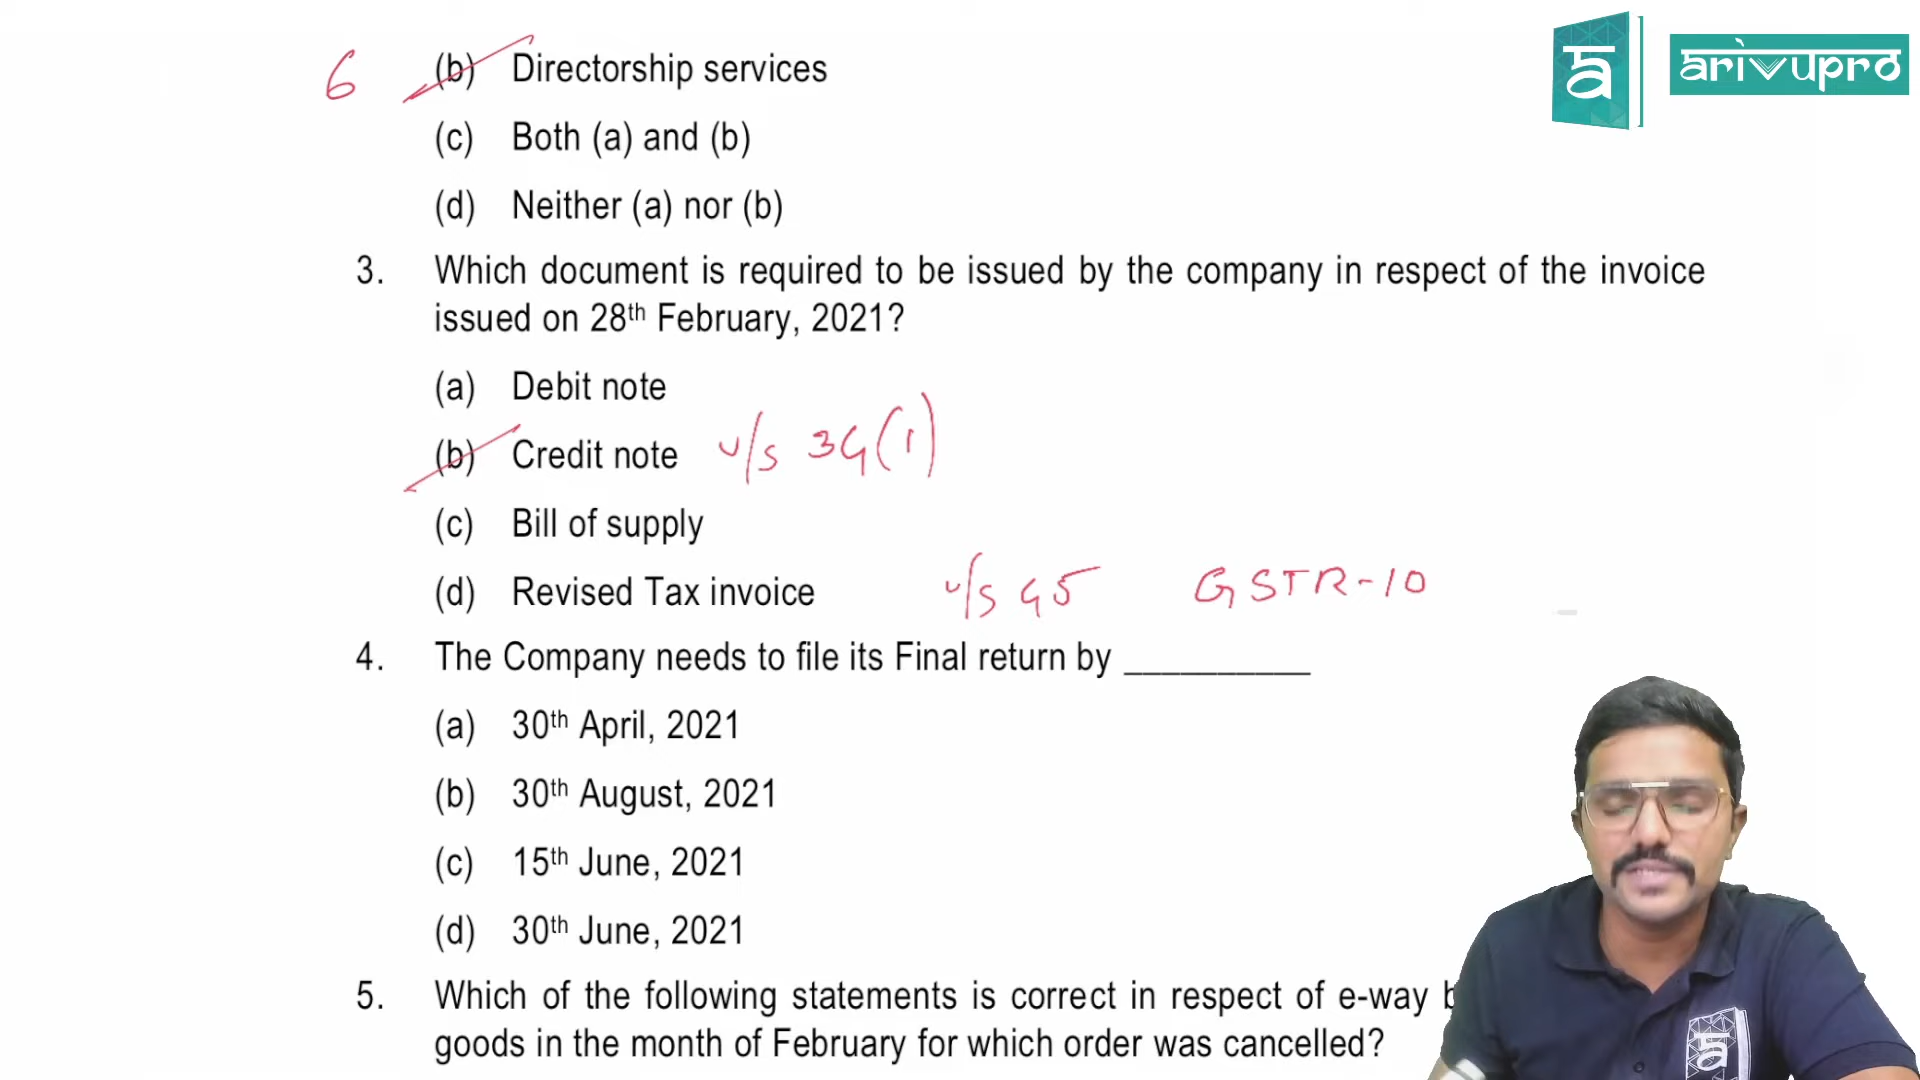 6 (b) Directorship services
ā arivupro
(c) Both (a) and (b)
(d) Neither (a) nor (b)
3. Which document is required to be issued by the company in respect of the invoice
issued on 28th February, 2021?
(a) Debit note
(b) Credit note u/s 34(1)
(c) Bill of supply
(d) Revised Tax invoice u/s 45 GSTR-10
4. The Company needs to file its Final return by __________
(a) 30th April, 2021
(b) 30th August, 2021
(c) 15th June, 2021
(d) 30th June, 2021
5. Which of the following statements is correct in respect of e-way
goods in the month of February for which order was cancelled?
ā